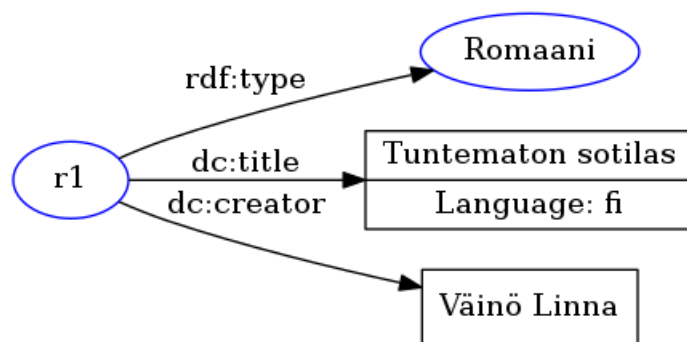 Romaani
rdf:type
r1
dc:title
Tuntematon sotilas
Language: fi
dc:creator
Väinö Linna